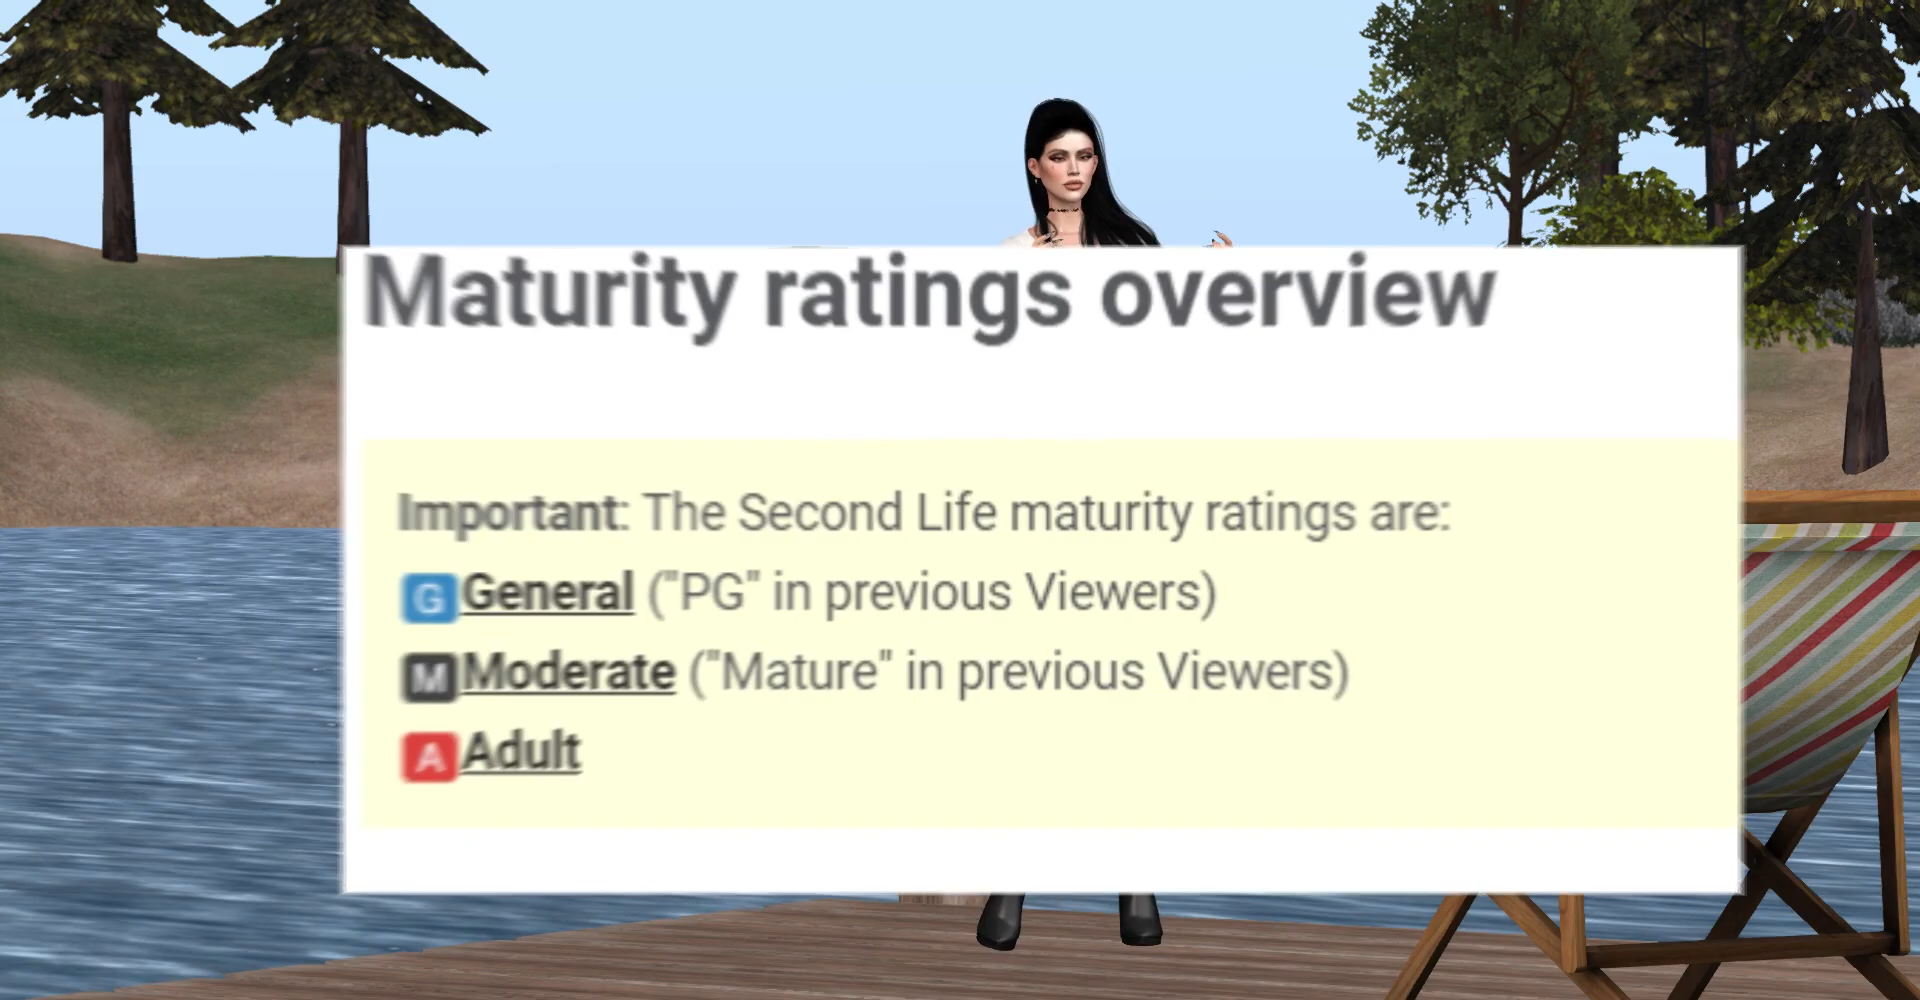 Maturity ratings overview
Important: The Second Life maturity ratings are:
G General ("PG" in previous Viewers)
M Moderate ("Mature" in previous Viewers)
A Adult